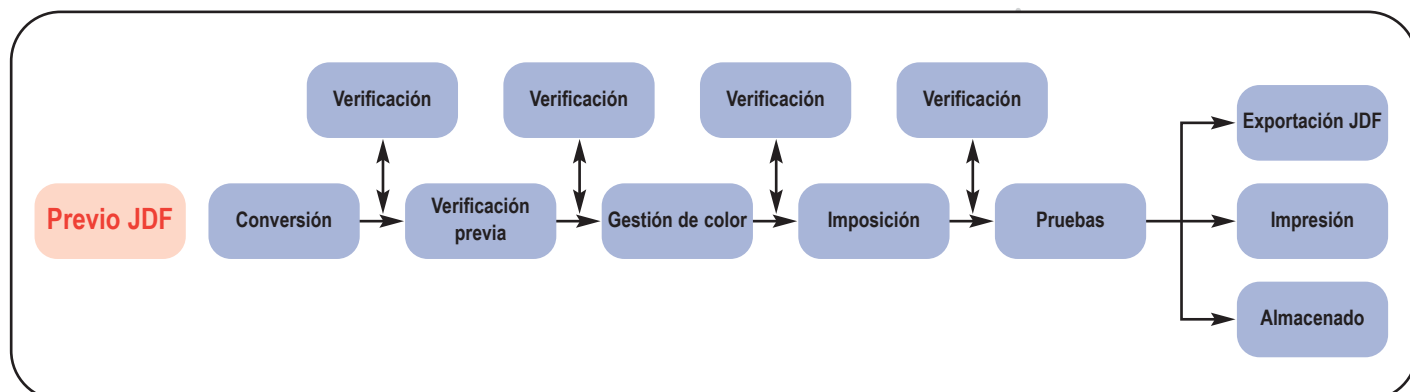 Verificación
Verificación
Verificación
Verificación
Exportación JDF
Previo JDF
Conversión
Verificación
previa
Gestión de color
Imposición
Pruebas
Impresión
Almacenado